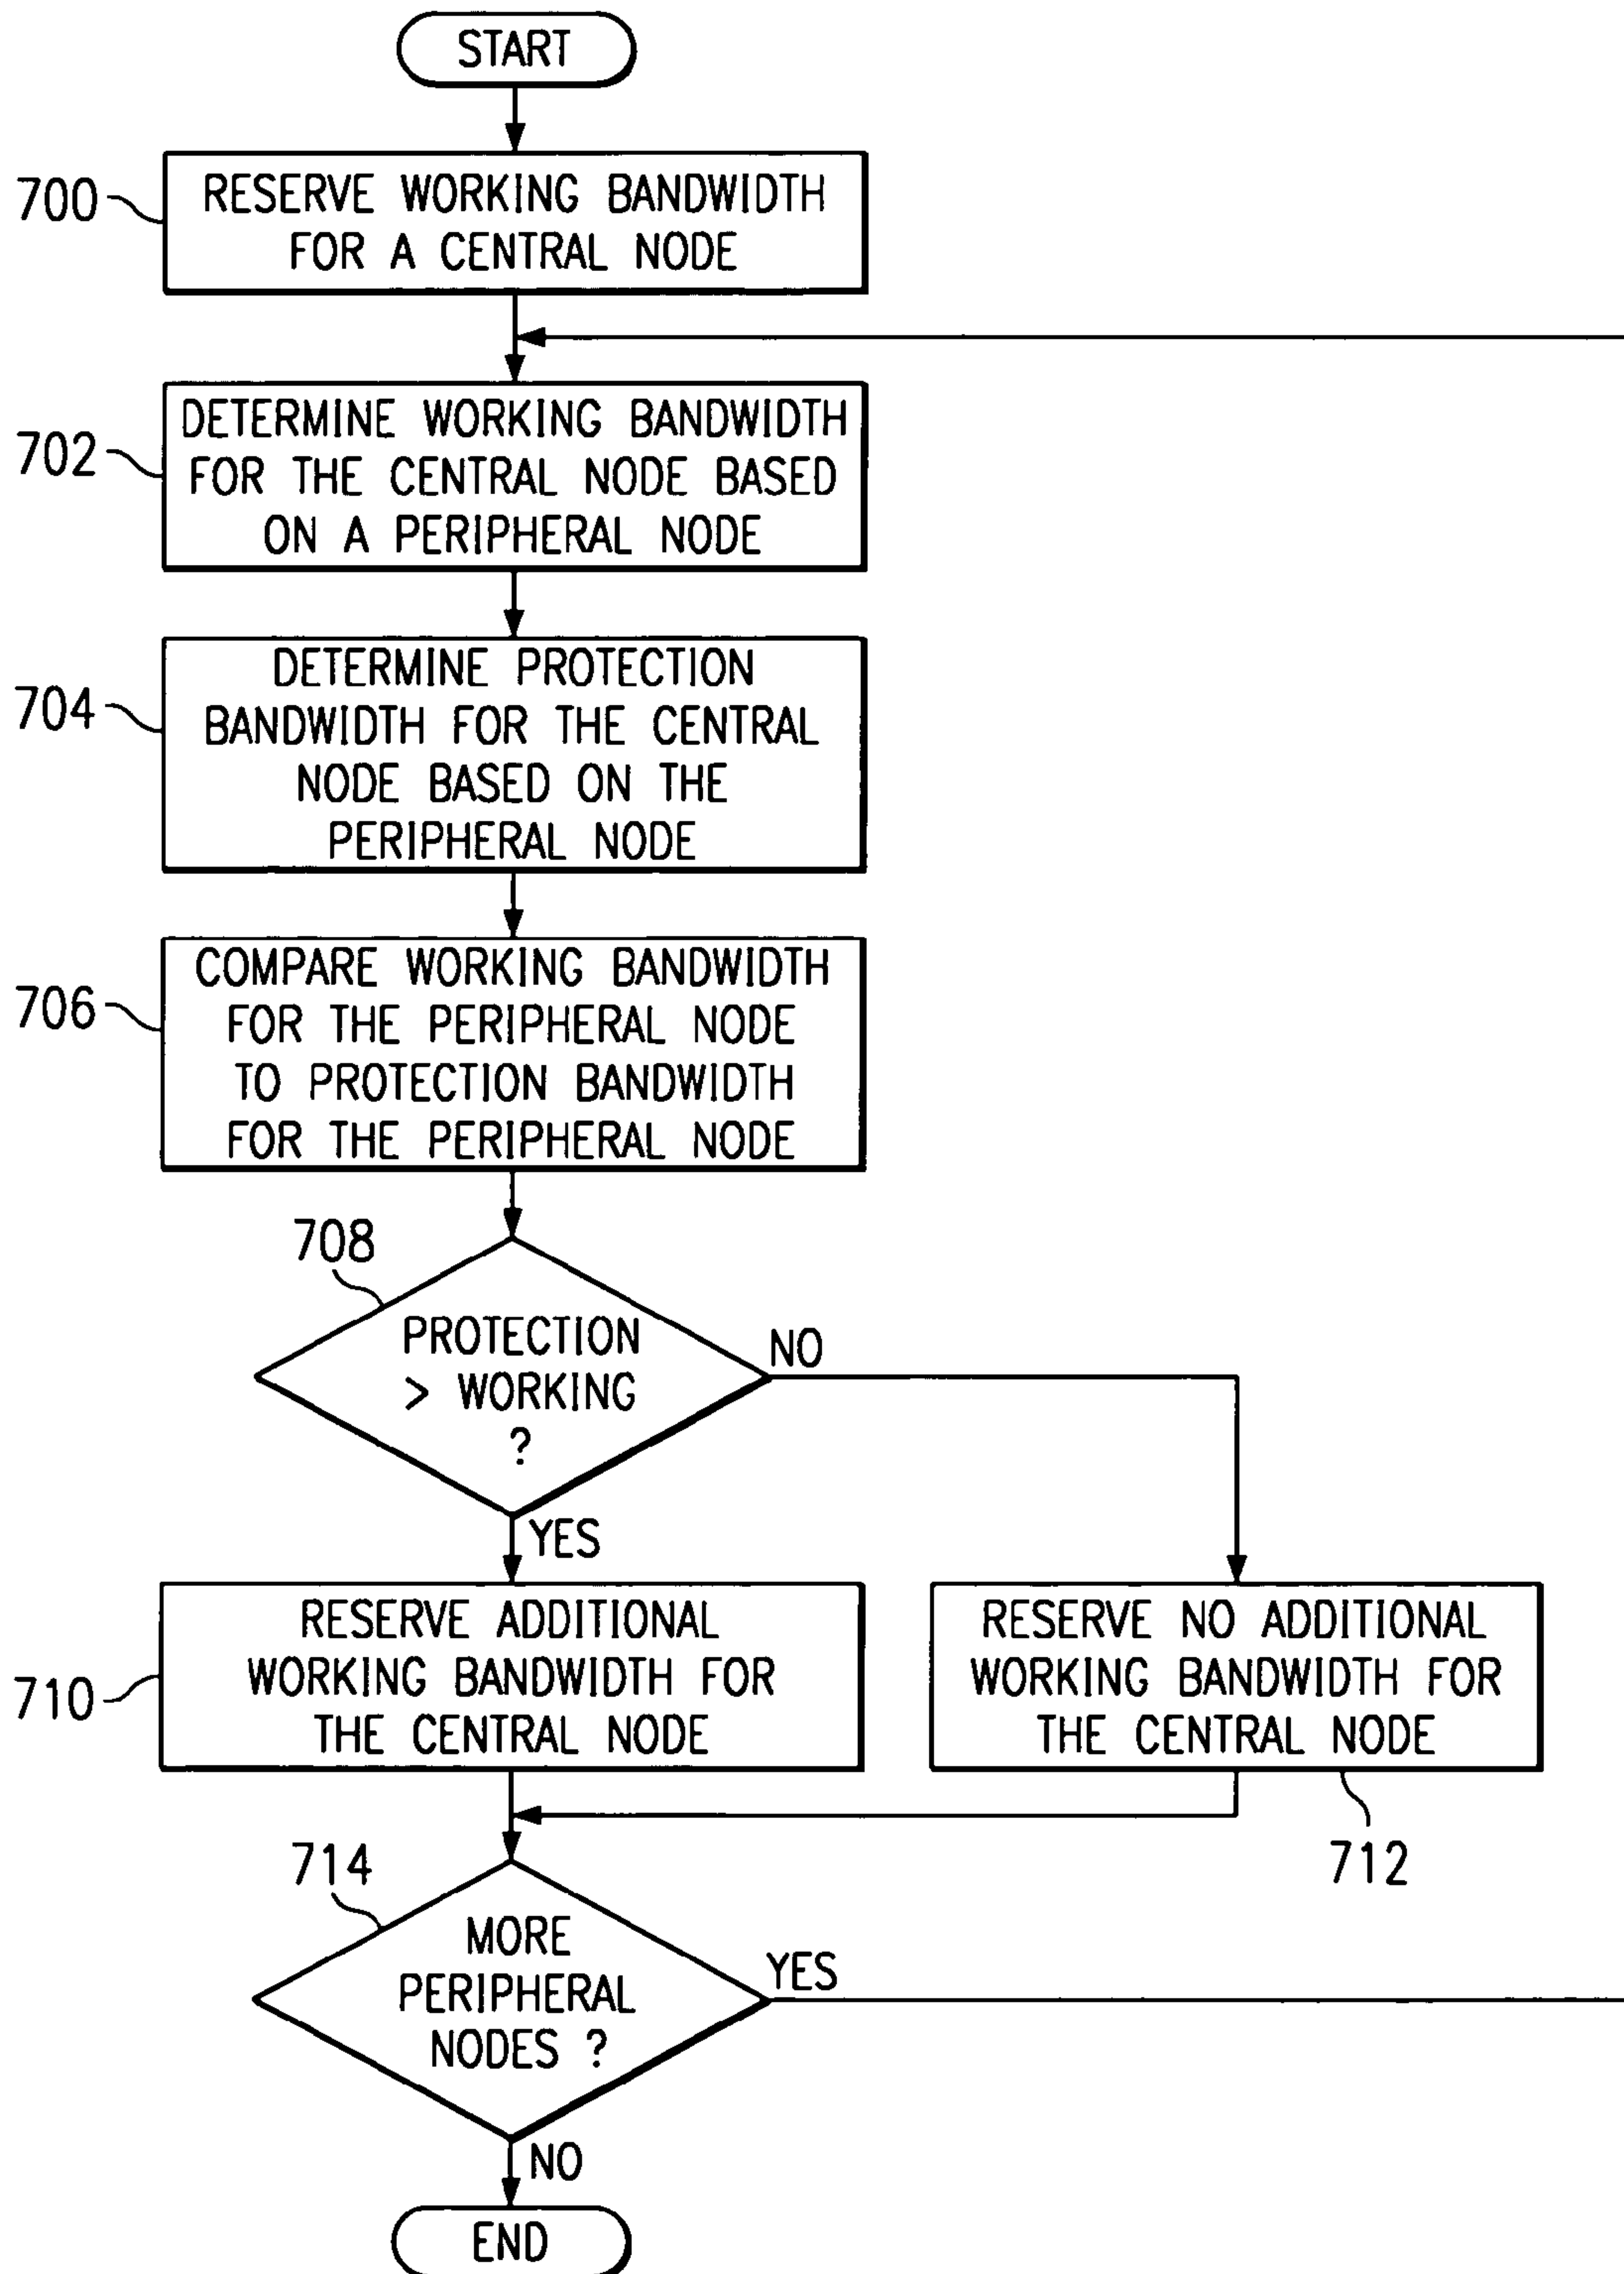 START
700
RESERVE WORKING BANDWIDTH
FOR A CENTRAL NODE
702
DETERMINE WORKING BANDWIDTH
FOR THE CENTRAL NODE BASED
ON A PERIPHERAL NODE
704
DETERMINE PROTECTION
BANDWIDTH FOR THE CENTRAL
NODE BASED ON THE
PERIPHERAL NODE
706
COMPARE WORKING BANDWIDTH
FOR THE PERIPHERAL NODE
TO PROTECTION BANDWIDTH
FOR THE PERIPHERAL NODE
708
PROTECTION
> WORKING
?
NO
YES
710
RESERVE ADDITIONAL
WORKING BANDWIDTH FOR
THE CENTRAL NODE
RESERVE NO ADDITIONAL
WORKING BANDWIDTH FOR
THE CENTRAL NODE
712
714
MORE
PERIPHERAL
NODES ?
YES
NO
END